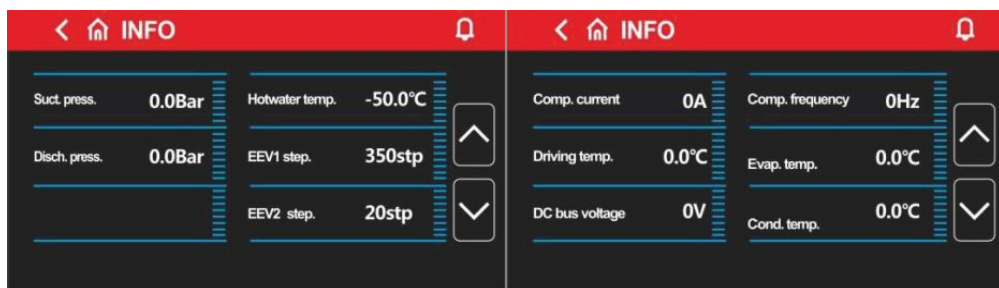 INFO
Suct. press. 0.0Bar
Disch. press. 0.0Bar
Hotwater temp. -50.0℃
EEV1 step. 350stp
EEV2 step. 20stp
INFO
Comp. current 0A
Driving temp. 0.0℃
DC bus voltage 0V
Comp. frequency 0Hz
Evap. temp. 0.0℃
Cond. temp. 0.0℃